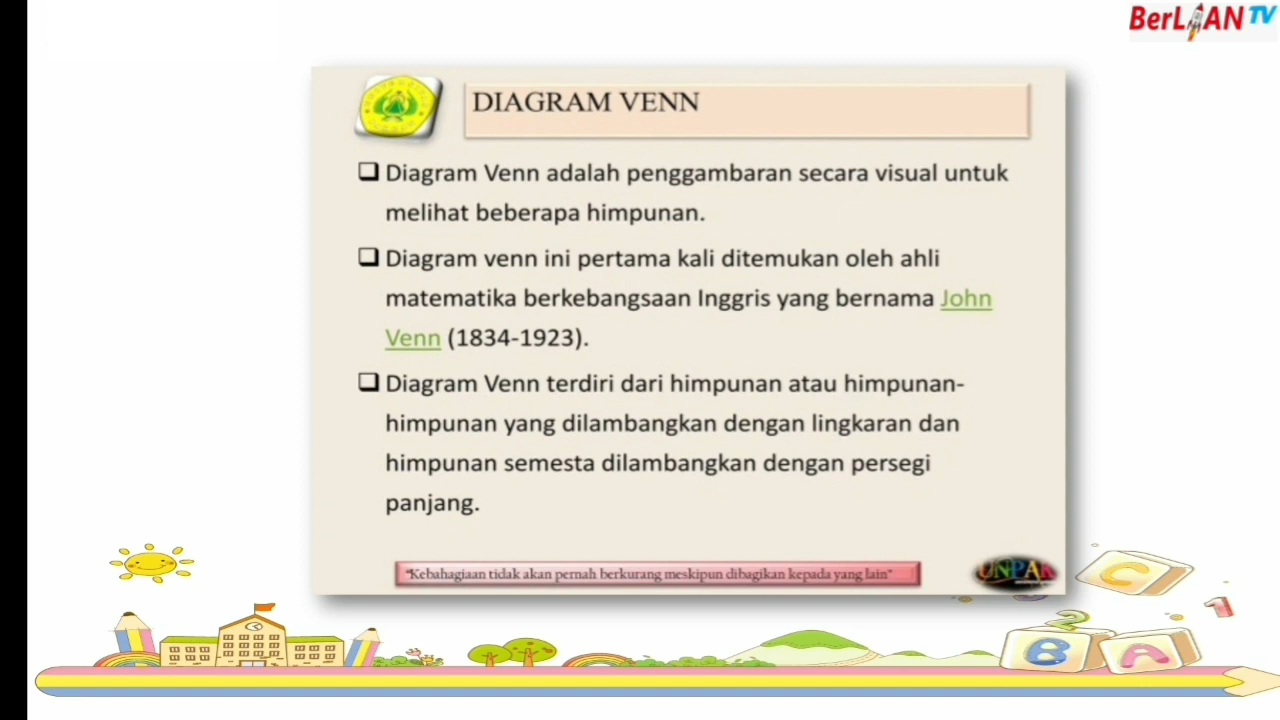 BerLIAN TV
DIAGRAM VENN
Diagram Venn adalah penggambaran secara visual untuk
melihat beberapa himpunan.
Diagram venn ini pertama kali ditemukan oleh ahli
matematika berkebangsaan Inggris yang bernama John
Venn (1834-1923).
Diagram Venn terdiri dari himpunan atau himpunan-
himpunan yang dilambangkan dengan lingkaran dan
himpunan semesta dilambangkan dengan persegi
panjang.
"Kebahagiaan tidak akan pernah berkurang meskipun dibagikan kepada yang lain"
UNPAK
C
1
2
B A